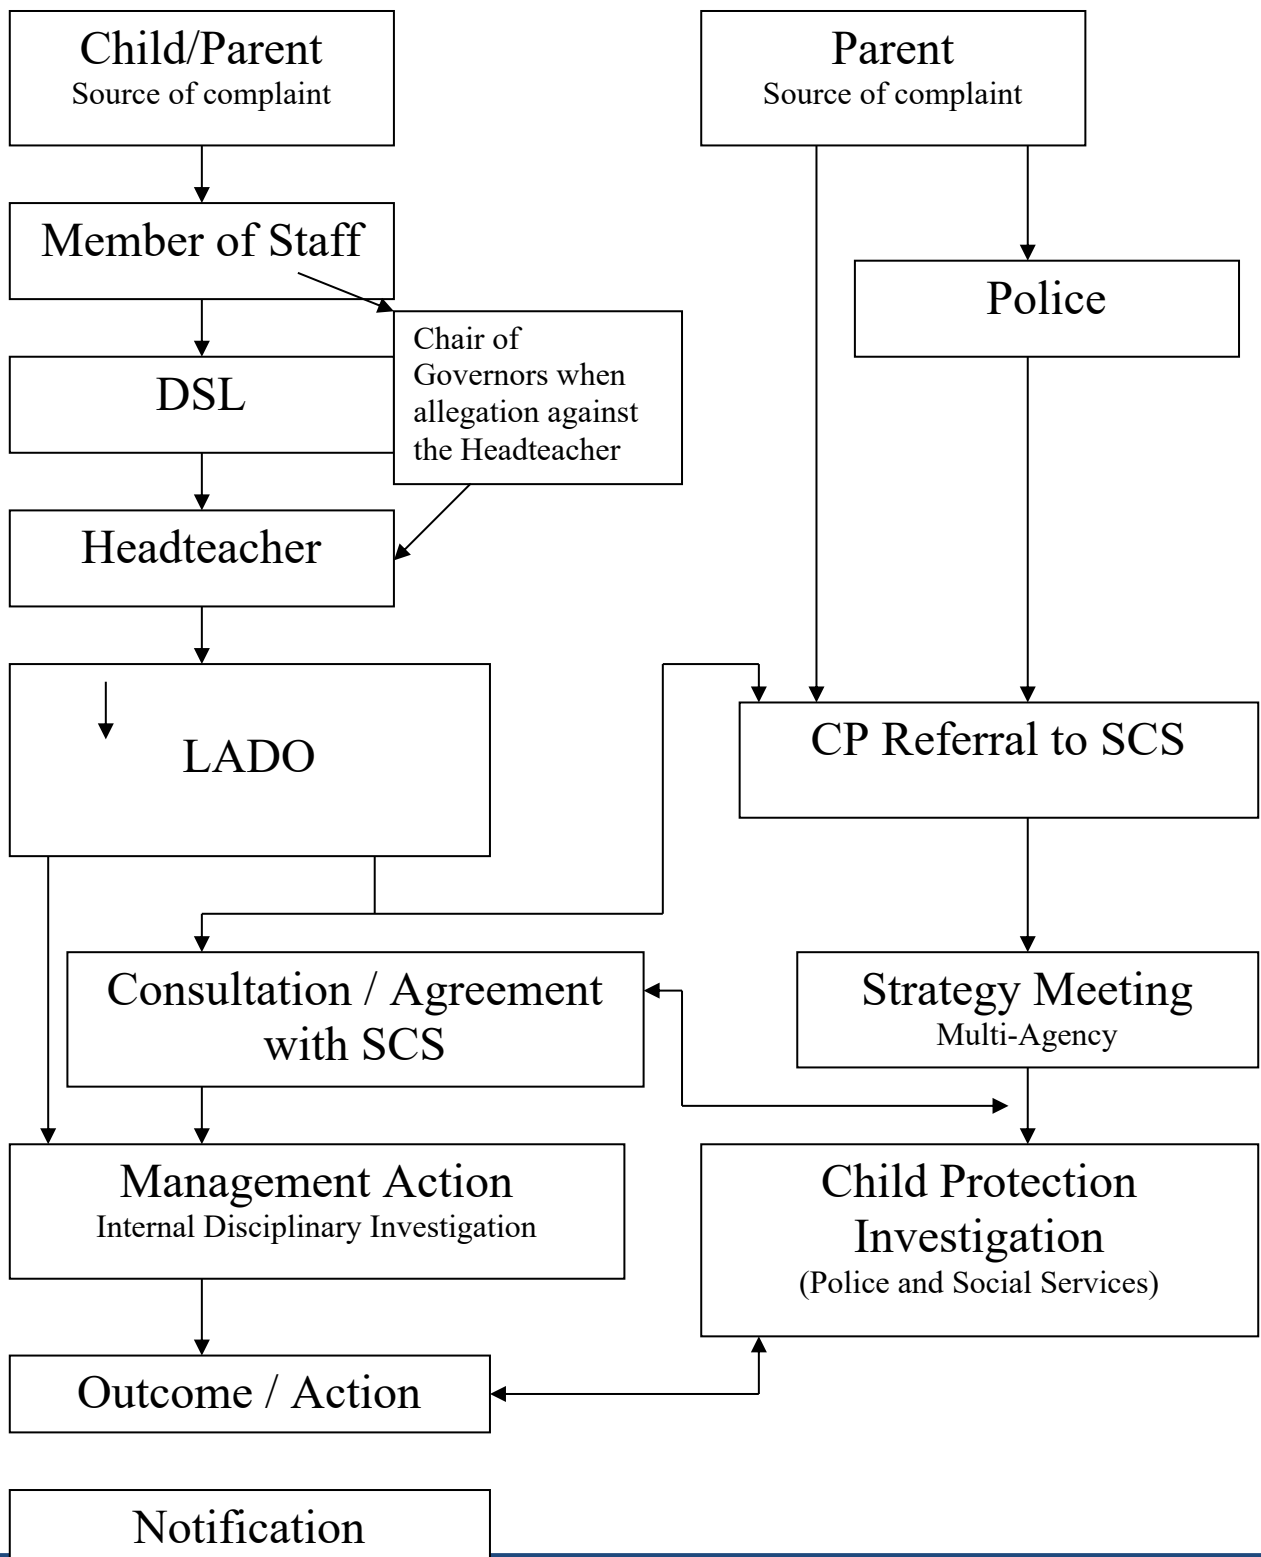 Child/Parent
Source of complaint
Parent
Source of complaint
Member of Staff
Police
Chair of
Governors when
allegation against
the Headteacher
DSL
Headteacher
LADO
CP Referral to SCS
Consultation / Agreement
with SCS
Strategy Meeting
Multi-Agency
Management Action
Internal Disciplinary Investigation
Child Protection
Investigation
(Police and Social Services)
Outcome / Action
Notification